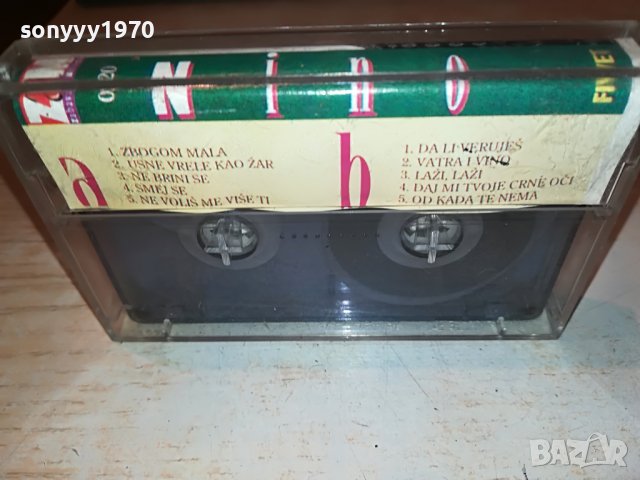 sonyyy1970
Nino
a
1. ZBOGOM MALA
2. USNE VRELE KAO ŽAR
3. NE BRINI SE
4. SMEJ SE
5. NE VOLIŠ ME VIŠE TI
b
1. DA LI VERUJEŠ
2. VATRA I VINO
3. LAŽI, LAŽI
4. DAJ MI TVOJE CRNE OČI
5. OD KADA TE NEMA
BAZAR